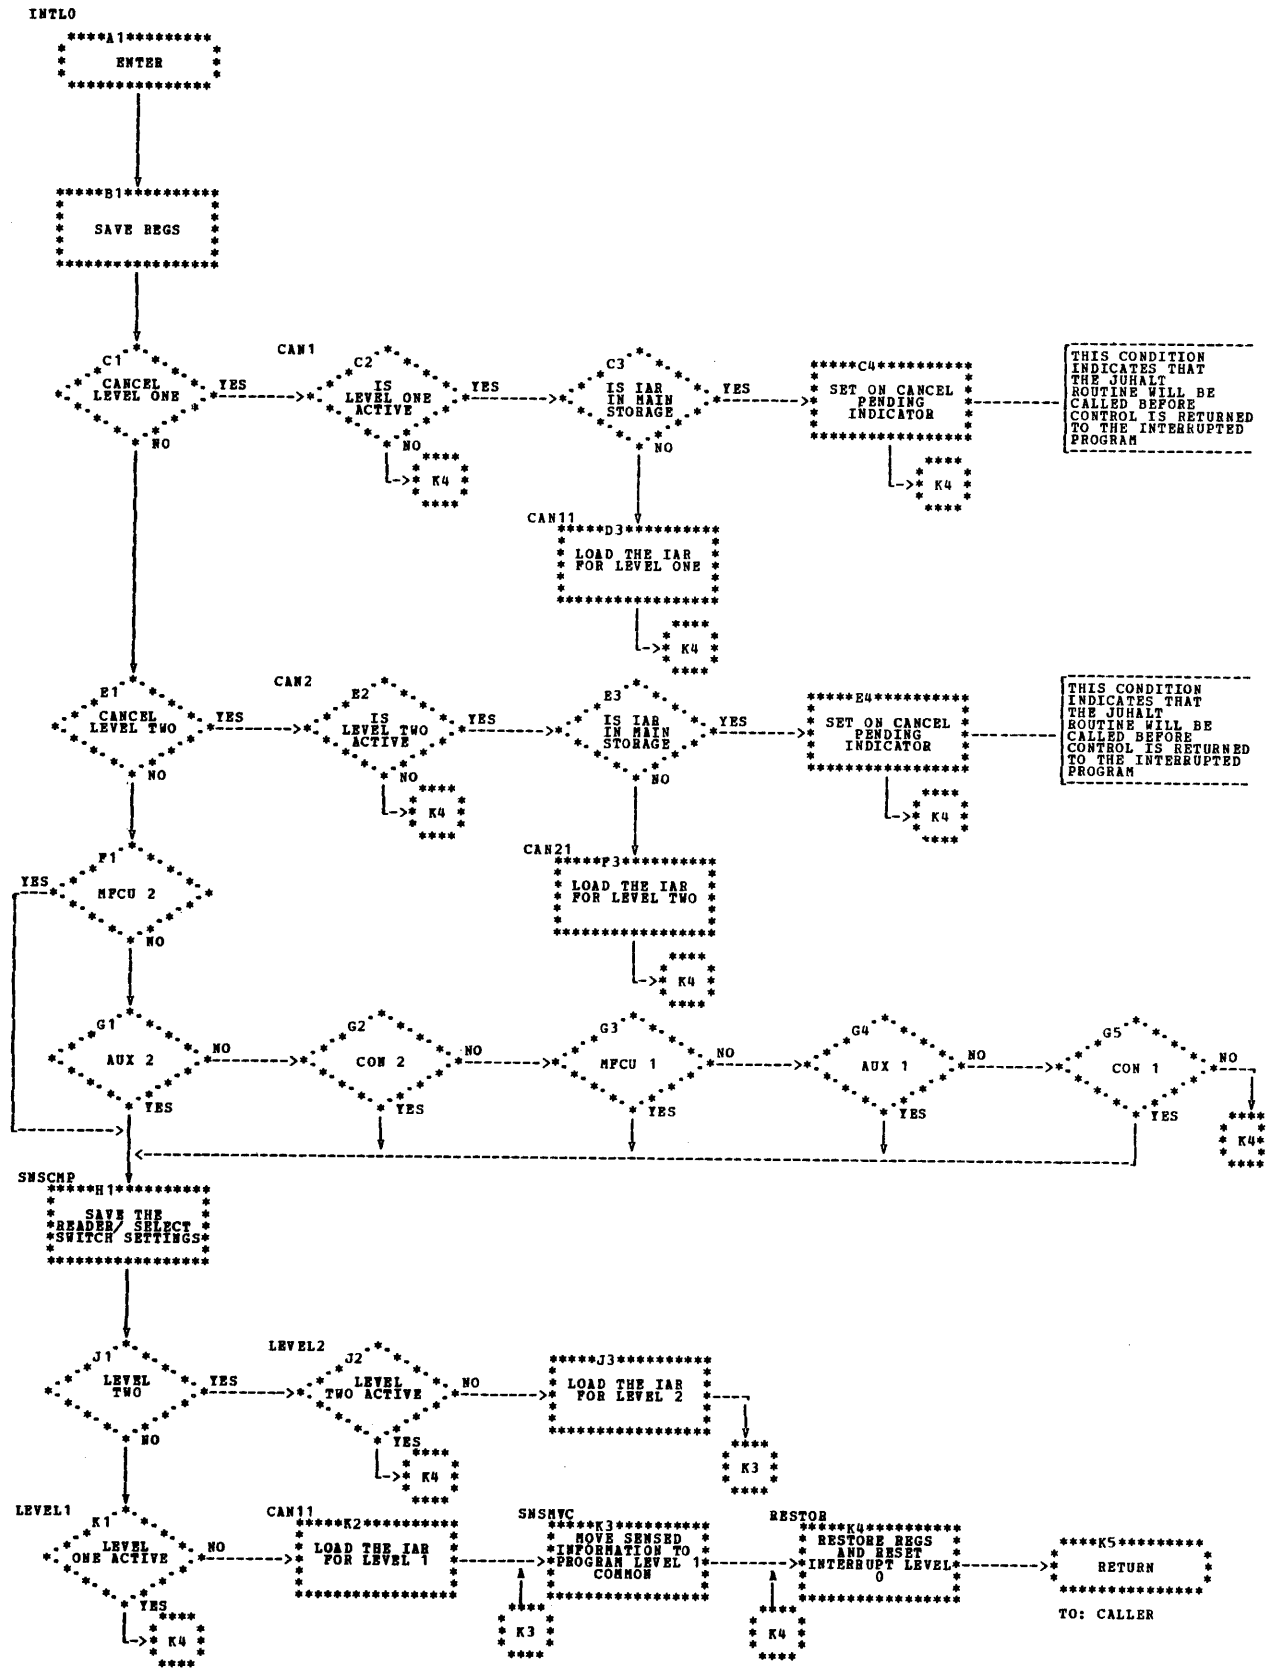 INTL0
A1
ENTER
B1
SAVE REGS
C1
CANCEL
LEVEL ONE
YES
NO
CAN1
C2
IS
LEVEL ONE
ACTIVE
YES
NO
K4
C3
IS IAR
IN MAIN
STORAGE
YES
NO
C4
SET ON CANCEL
PENDING
INDICATOR
K4
THIS CONDITION
INDICATES THAT
THE JUHALT
ROUTINE WILL BE
CALLED BEFORE
CONTROL IS RETURNED
TO THE INTERRUPTED
PROGRAM
CAN11
D3
LOAD THE IAR
FOR LEVEL ONE
K4
E1
CANCEL
LEVEL TWO
YES
NO
CAN2
E2
IS
LEVEL TWO
ACTIVE
YES
NO
K4
E3
IS IAR
IN MAIN
STORAGE
YES
NO
E4
SET ON CANCEL
PENDING
INDICATOR
K4
THIS CONDITION
INDICATES THAT
THE JUHALT
ROUTINE WILL BE
CALLED BEFORE
CONTROL IS RETURNED
TO THE INTERRUPTED
PROGRAM
F1
YES
MFCU 2
NO
CAN21
F3
LOAD THE IAR
FOR LEVEL TWO
K4
G1
AUX 2
NO
YES
G2
CON 2
NO
YES
G3
MFCU 1
NO
YES
G4
AUX 1
NO
YES
G5
CON 1
NO
YES
K4
SNSCMP
H1
SAVE THE
READER/ SELECT
SWITCH SETTINGS
J1
LEVEL
TWO
YES
NO
LEVEL2
J2
LEVEL
TWO ACTIVE
NO
YES
K4
J3
LOAD THE IAR
FOR LEVEL 2
K3
LEVEL1
K1
LEVEL
ONE ACTIVE
NO
YES
K4
CAN11
K2
LOAD THE IAR
FOR LEVEL 1
SNSMVC
K3
MOVE SENSED
INFORMATION TO
PROGRAM LEVEL 1
COMMON
K3
RESTOR
K4
RESTORE REGS
AND RESET
INTERRUPT LEVEL
0
K4
K5
RETURN
TO: CALLER